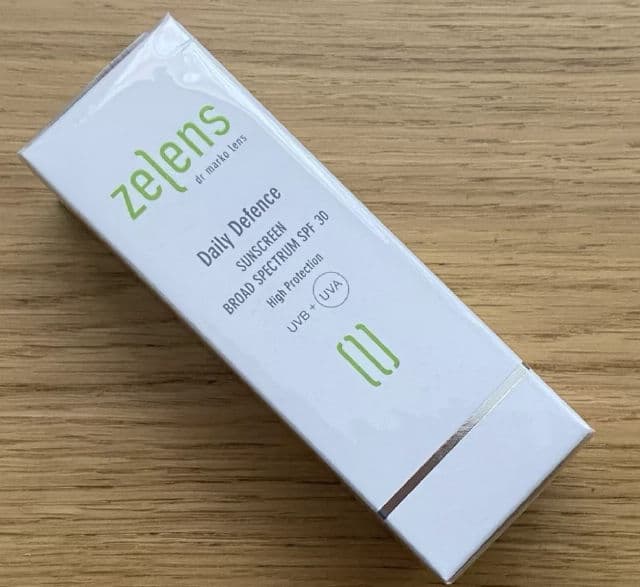 zelens
dr marko lens
Daily Defence
SUNSCREEN
BROAD SPECTRUM SPF 30
High Protection
UVB + UVA